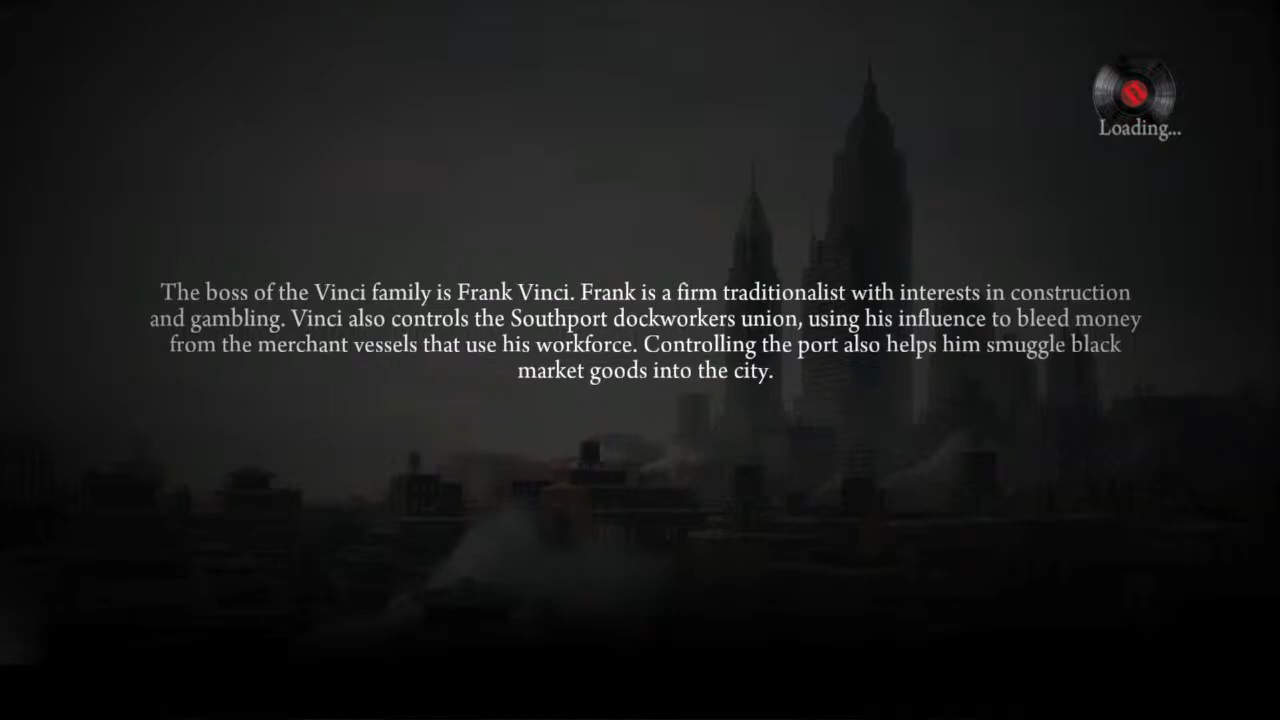 Loading...
The boss of the Vinci family is Frank Vinci. Frank is a firm traditionalist with interests in construction
and gambling. Vinci also controls the Southport dockworkers union, using his influence to bleed money
from the merchant vessels that use his workforce. Controlling the port also helps him smuggle black
market goods into the city.